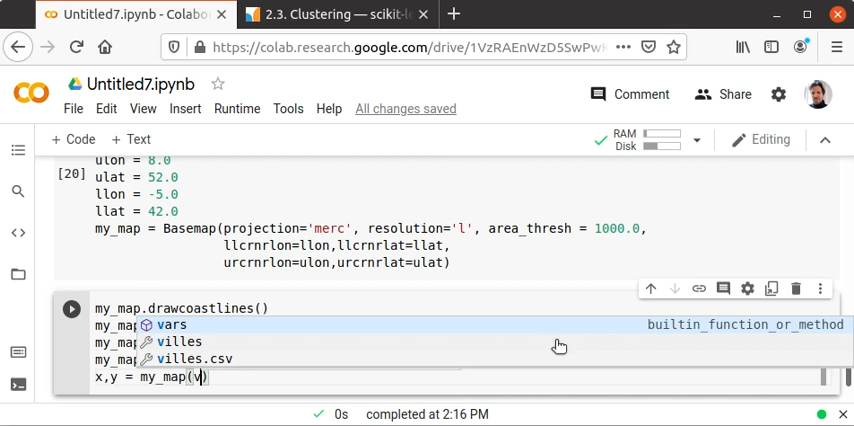 Untitled7.ipynb - Colabo
2.3. Clustering — scikit-le
https://colab.research.google.com/drive/1VzRAEnWzD5SwPwK
Untitled7.ipynb
Comment
Share
File Edit View Insert Runtime Tools Help All changes saved
+ Code + Text
RAM
Disk
Editing
ulon = 8.0
[20] ulat = 52.0
llon = -5.0
llat = 42.0
my_map = Basemap(projection='merc', resolution='l', area_thresh = 1000.0,
llcrnrlon=llon,llcrnrlat=llat,
urcrnrlon=ulon,urcrnrlat=ulat)
my_map.drawcoastlines()
my_map
vars builtin_function_or_method
my_map
villes
my_map
villes.csv
x,y = my_map(v)
0s completed at 2:16 PM